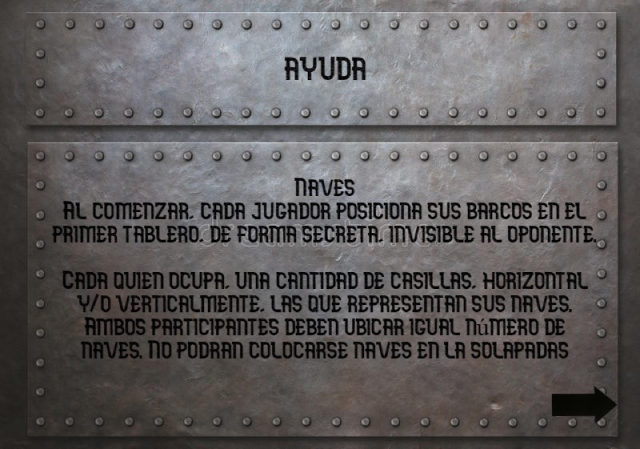 AYUDA
NAVES
AL COMENZAR, CADA JUGADOR POSICIONA SUS BARCOS EN EL
PRIMER TABLERO, DE FORMA SECRETA, INVISIBLE AL OPONENTE.
CADA QUIEN OCUPA, UNA CANTIDAD DE CASILLAS, HORIZONTAL
Y/O VERTICALMENTE, LAS QUE REPRESENTAN SUS NAVES.
AMBOS PARTICIPANTES DEBEN UBICAR IGUAL NúMERO DE
NAVES. NO PODRAN COLOCARSE NAVES EN LA SOLAPADAS